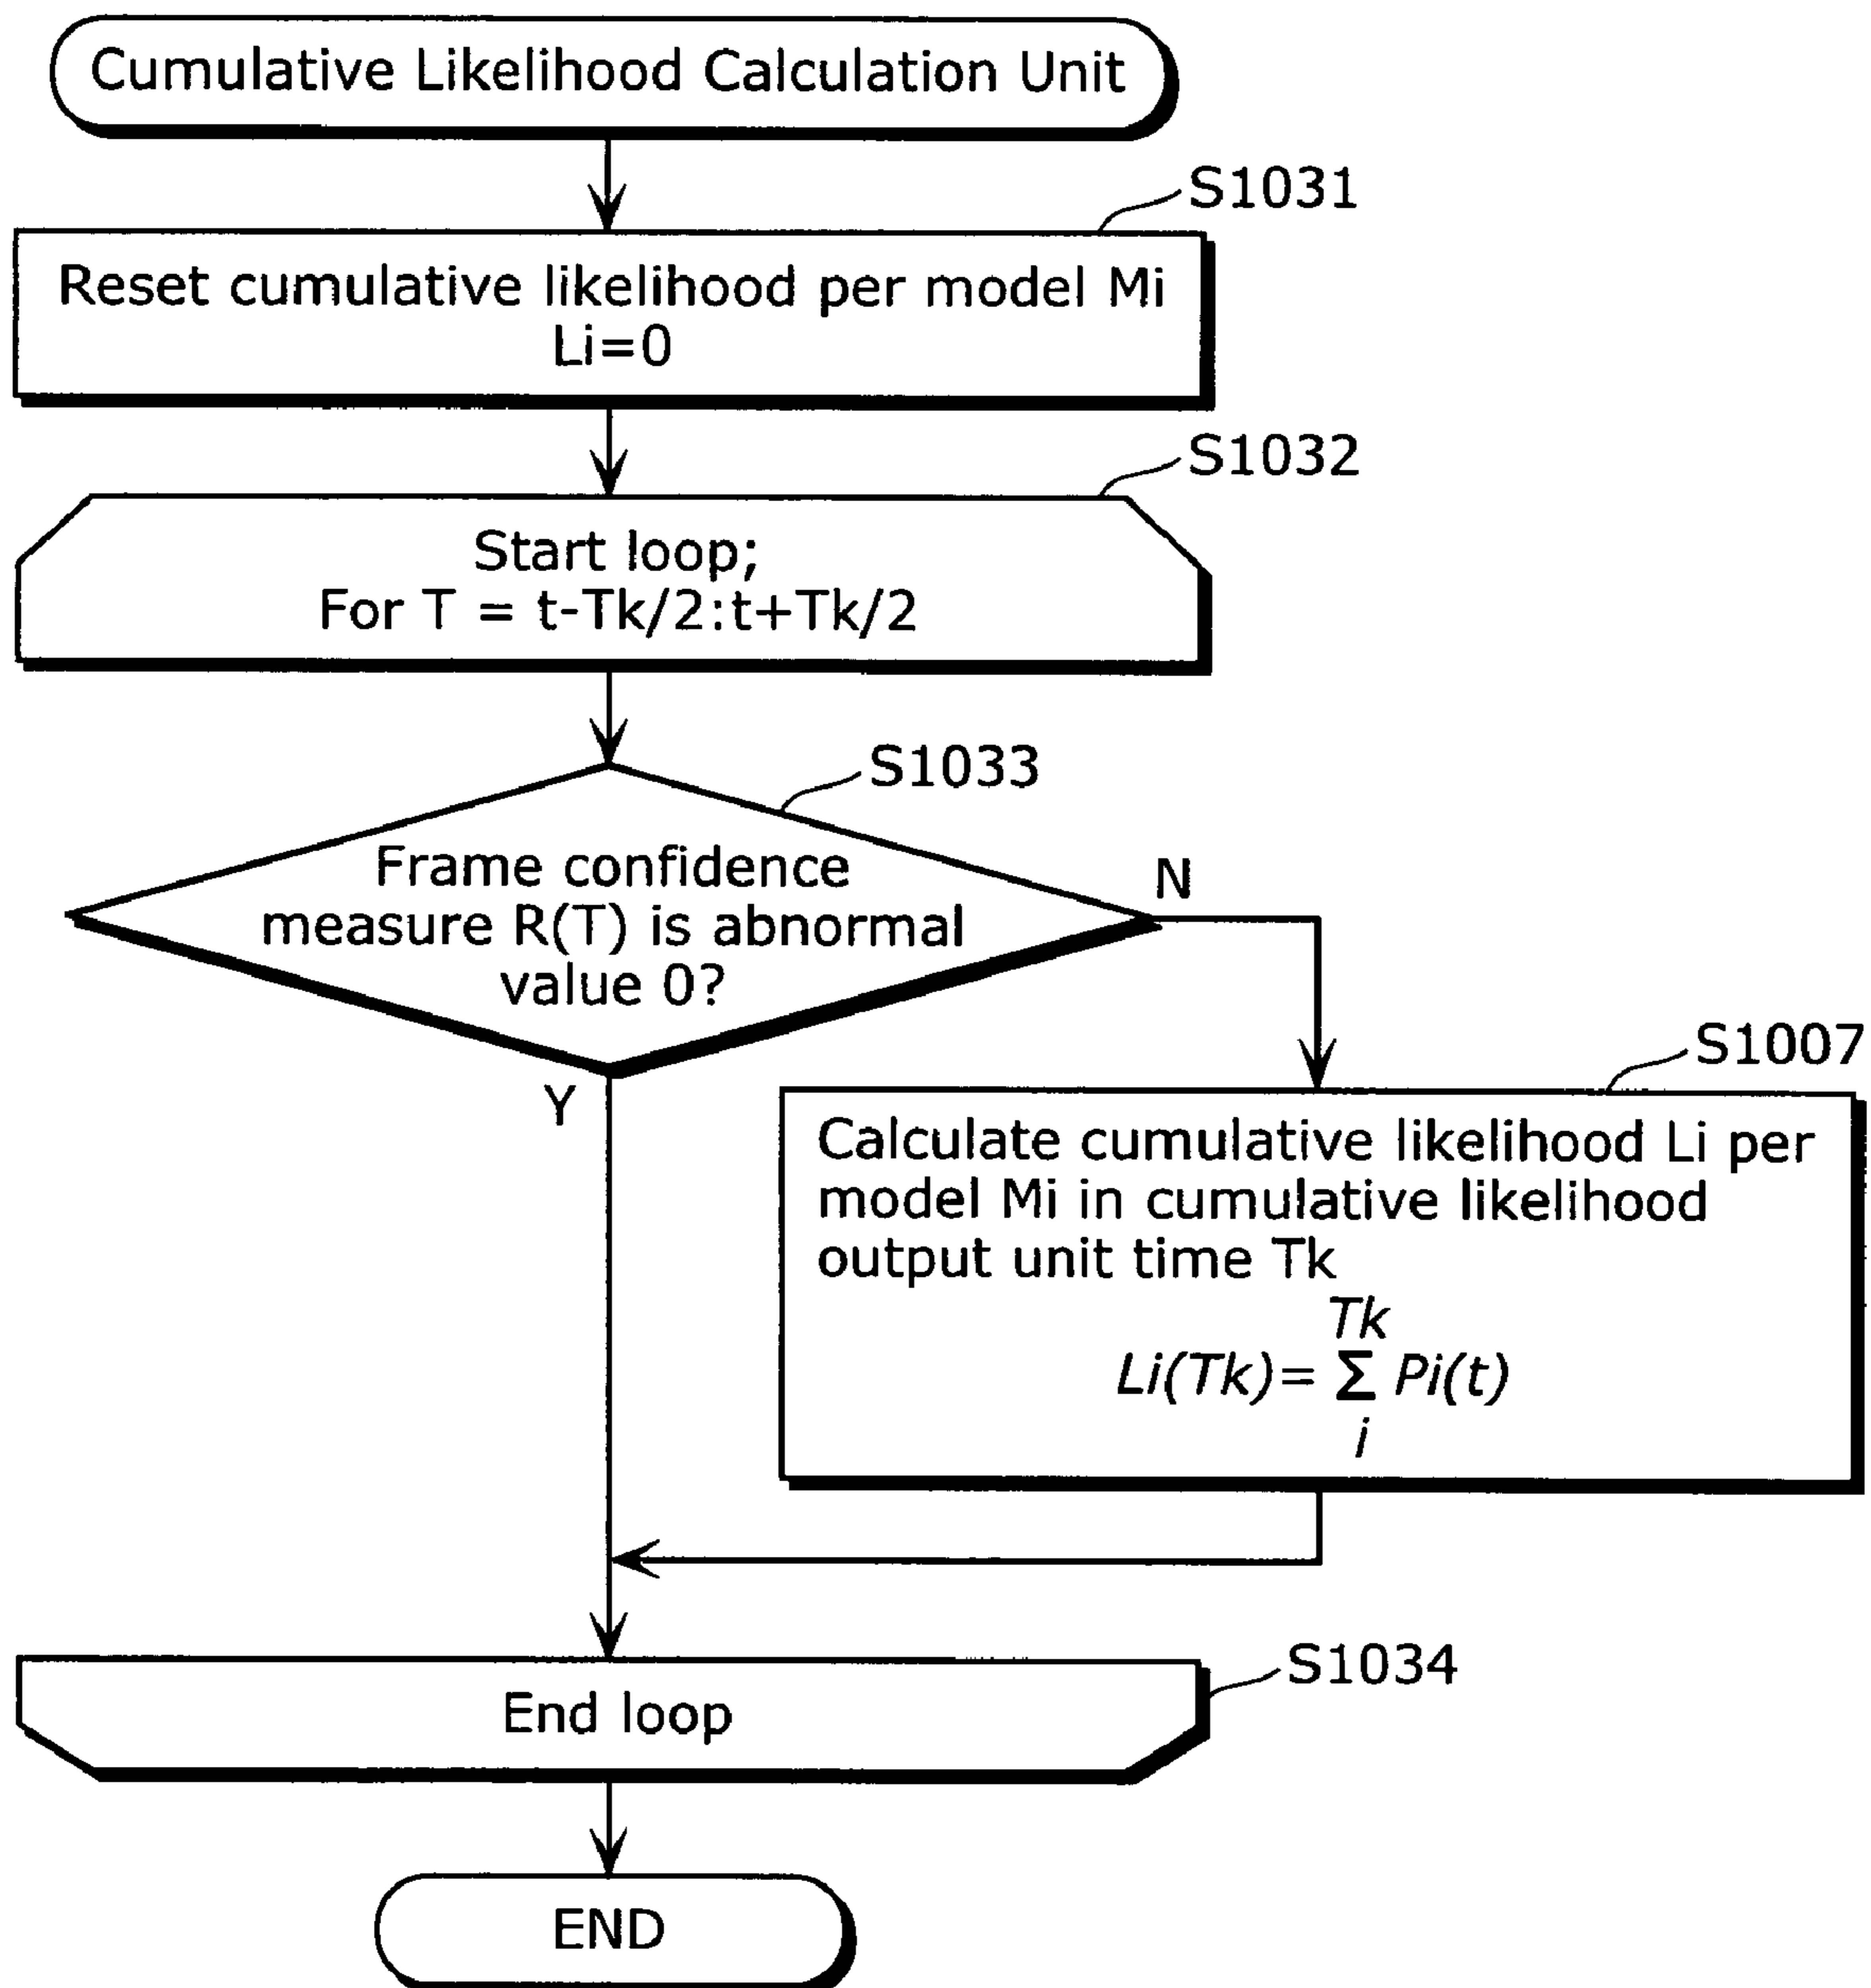 Cumulative Likelihood Calculation Unit
S1031
Reset cumulative likelihood per model Mi
Li=0
S1032
Start loop;
For T = t-Tk/2:t+Tk/2
S1033
Frame confidence
measure R(T) is abnormal
value 0?
N
Y
S1007
Calculate cumulative likelihood Li per
model Mi in cumulative likelihood
output unit time Tk
Tk
Li(Tk)= Σ Pi(t)
i
S1034
End loop
END